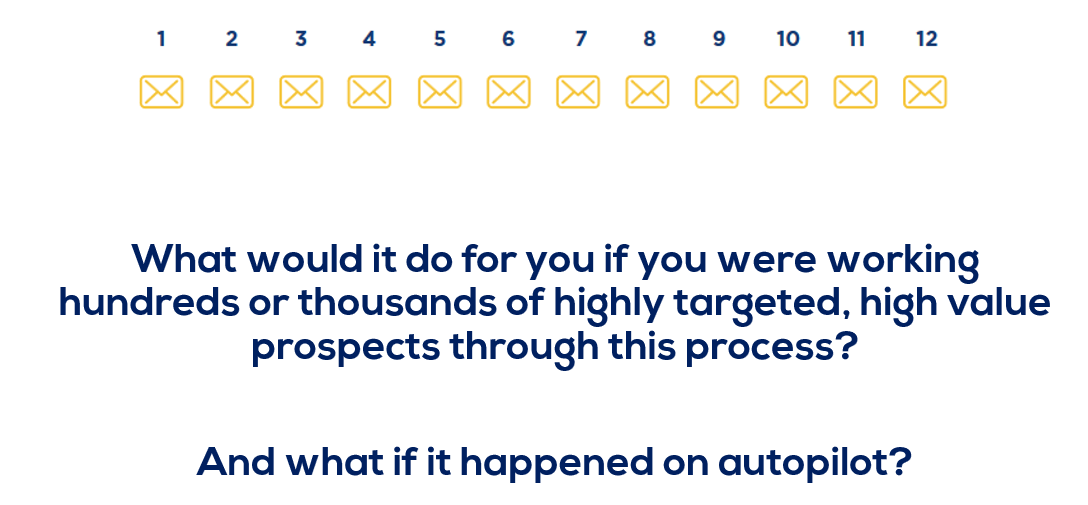 1 2 3 4 5 6 7 8 9 10 11 12
What would it do for you if you were working
hundreds or thousands of highly targeted, high value
prospects through this process?
And what if it happened on autopilot?